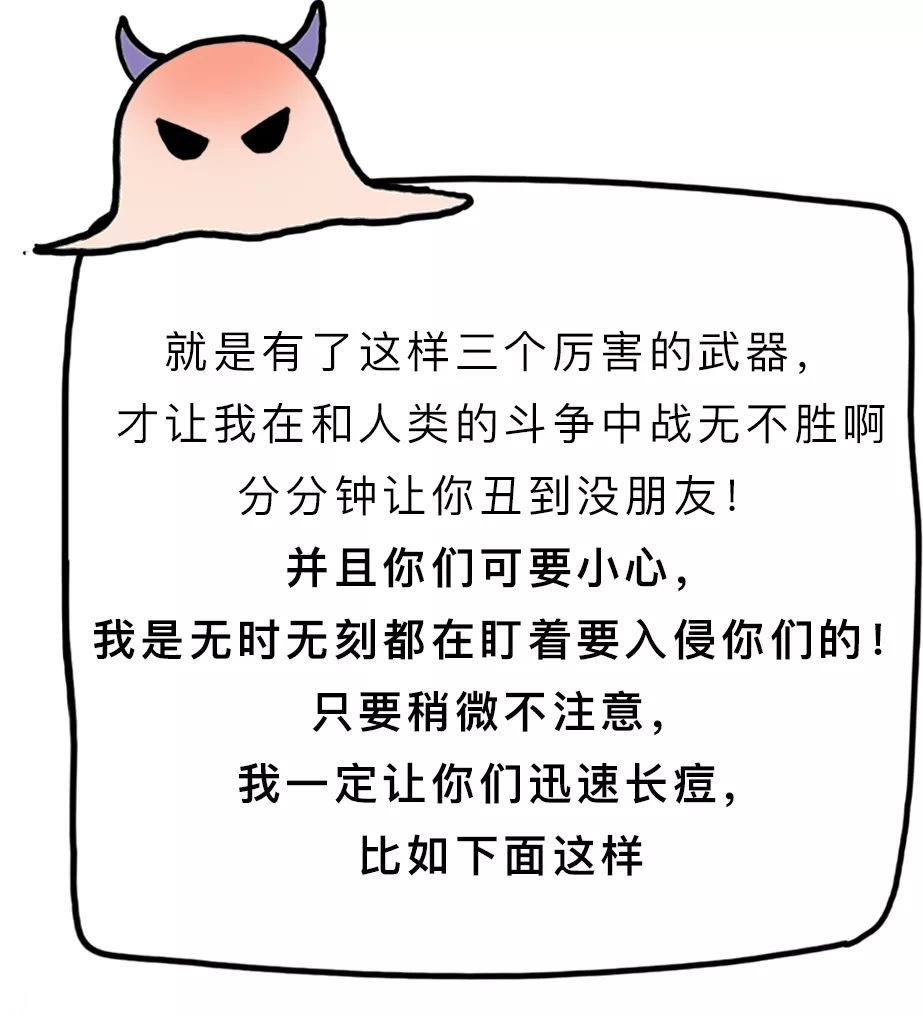 就是有了这样三个厉害的武器，
才让我在和人类的斗争中战无不胜啊
分分钟让你丑到没朋友！
并且你们可要小心，
我是无时无刻都在盯着要入侵你们的！
只要稍微不注意，
我一定让你们迅速长痘，
比如下面这样